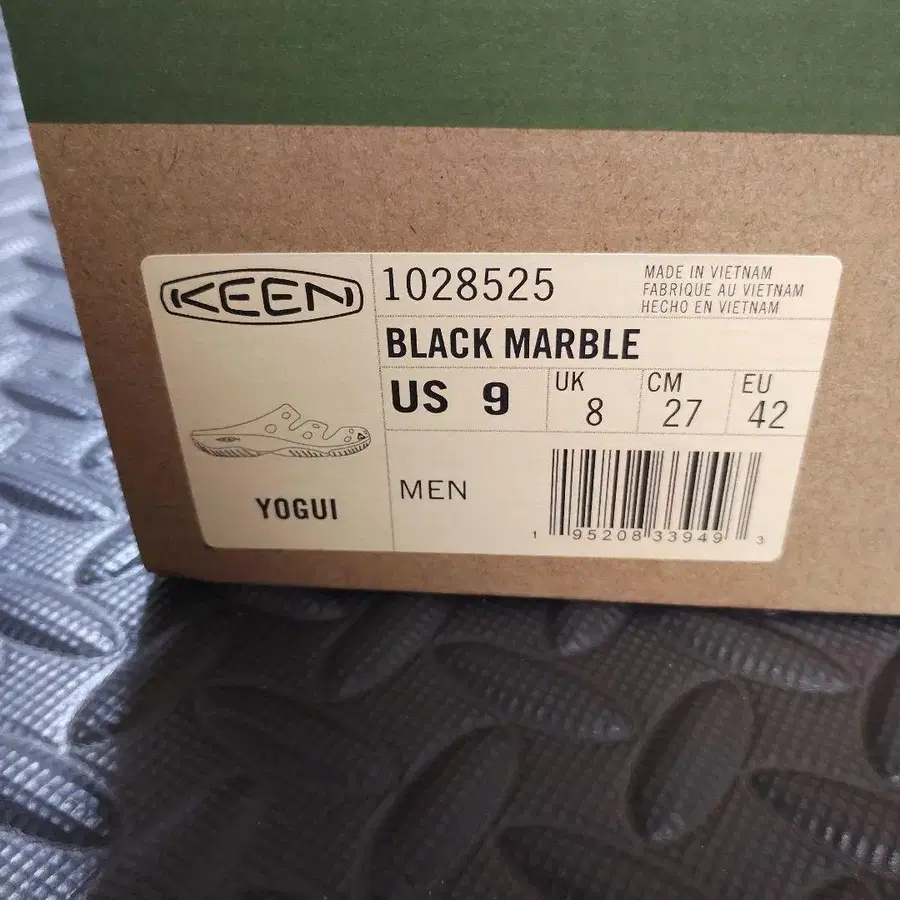 KEEN
1028525
MADE IN VIETNAM
FABRIQUE AU VIETNAM
HECHO EN VIETNAM
BLACK MARBLE
US 9
UK 8
CM 27
EU 42
YOGUI
MEN
1 95208 33949 3